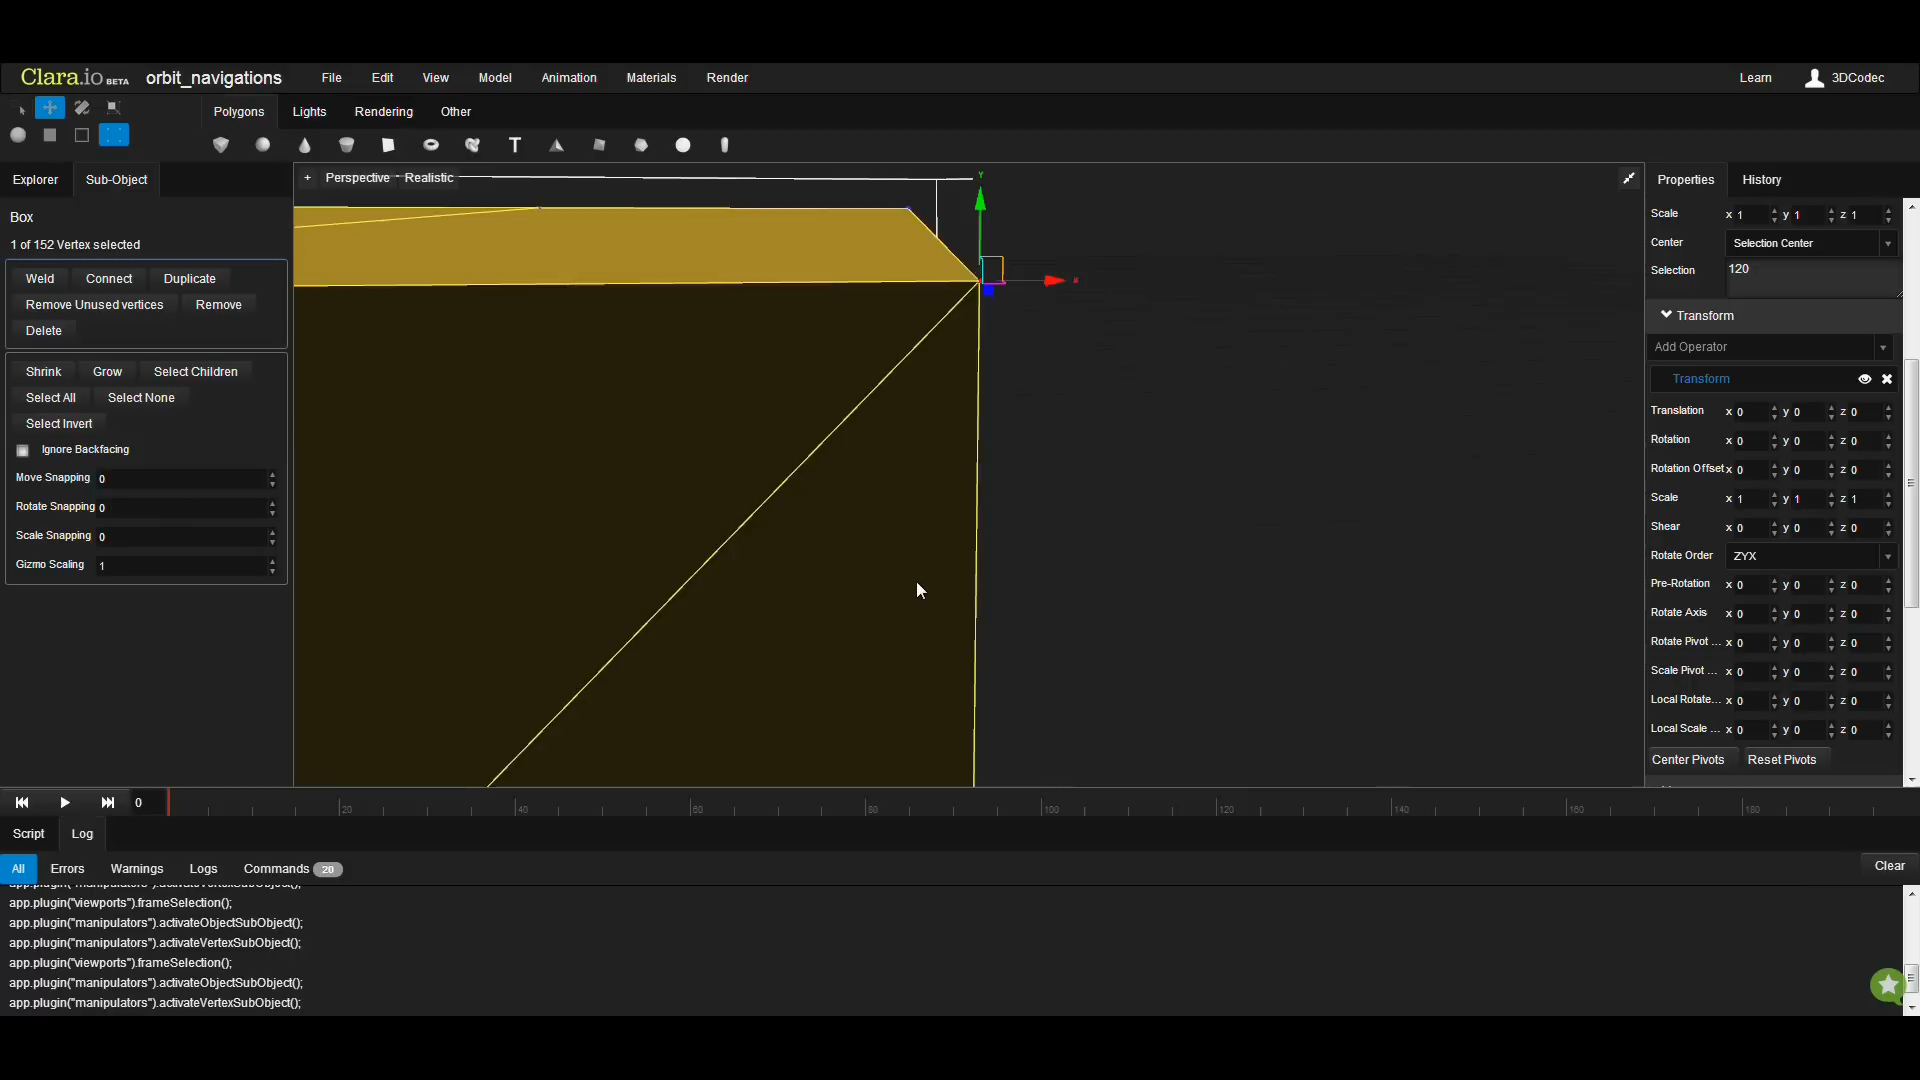 Clara.io BETA orbit_navigations File Edit View Model Animation Materials Render Learn 3DCodec
Polygons Lights Rendering Other
T
Explorer Sub-Object
Box
1 of 152 Vertex selected
Weld Connect Duplicate
Remove Unused vertices Remove
Delete
Shrink Grow Select Children
Select All Select None
Select Invert
Ignore Backfacing
Move Snapping 0
Rotate Snapping 0
Scale Snapping 0
Gizmo Scaling 1
+ Perspective Realistic
Y
Properties History
Scale x 1 y 1 z 1
Center Selection Center
Selection 120
Transform
Add Operator
Transform
Translation x 0 y 0 z 0
Rotation x 0 y 0 z 0
Rotation Offset x 0 y 0 z 0
Scale x 1 y 1 z 1
Shear x 0 y 0 z 0
Rotate Order ZYX
Pre-Rotation x 0 y 0 z 0
Rotate Axis x 0 y 0 z 0
Rotate Pivot ... x 0 y 0 z 0
Scale Pivot ... x 0 y 0 z 0
Local Rotate... x 0 y 0 z 0
Local Scale ... x 0 y 0 z 0
Center Pivots Reset Pivots
0 20 40 60 80 100 120 140 160 180
Script Log
All Errors Warnings Logs Commands 20 Clear
app.plugin("manipulators").activateVertexSubObject();
app.plugin("viewports").frameSelection();
app.plugin("manipulators").activateObjectSubObject();
app.plugin("manipulators").activateVertexSubObject();
app.plugin("viewports").frameSelection();
app.plugin("manipulators").activateObjectSubObject();
app.plugin("manipulators").activateVertexSubObject();